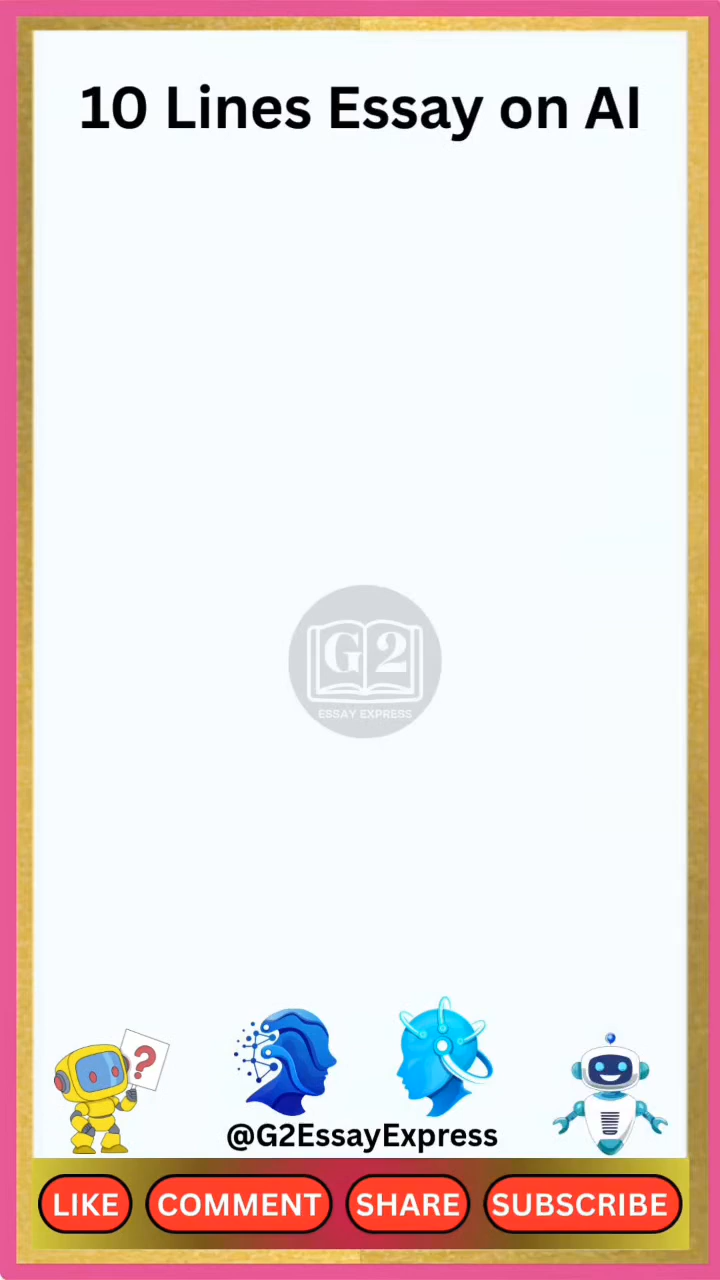 10 Lines Essay on AI
G2
ESSAY EXPRESS
?
@G2EssayExpress
LIKE COMMENT SHARE SUBSCRIBE